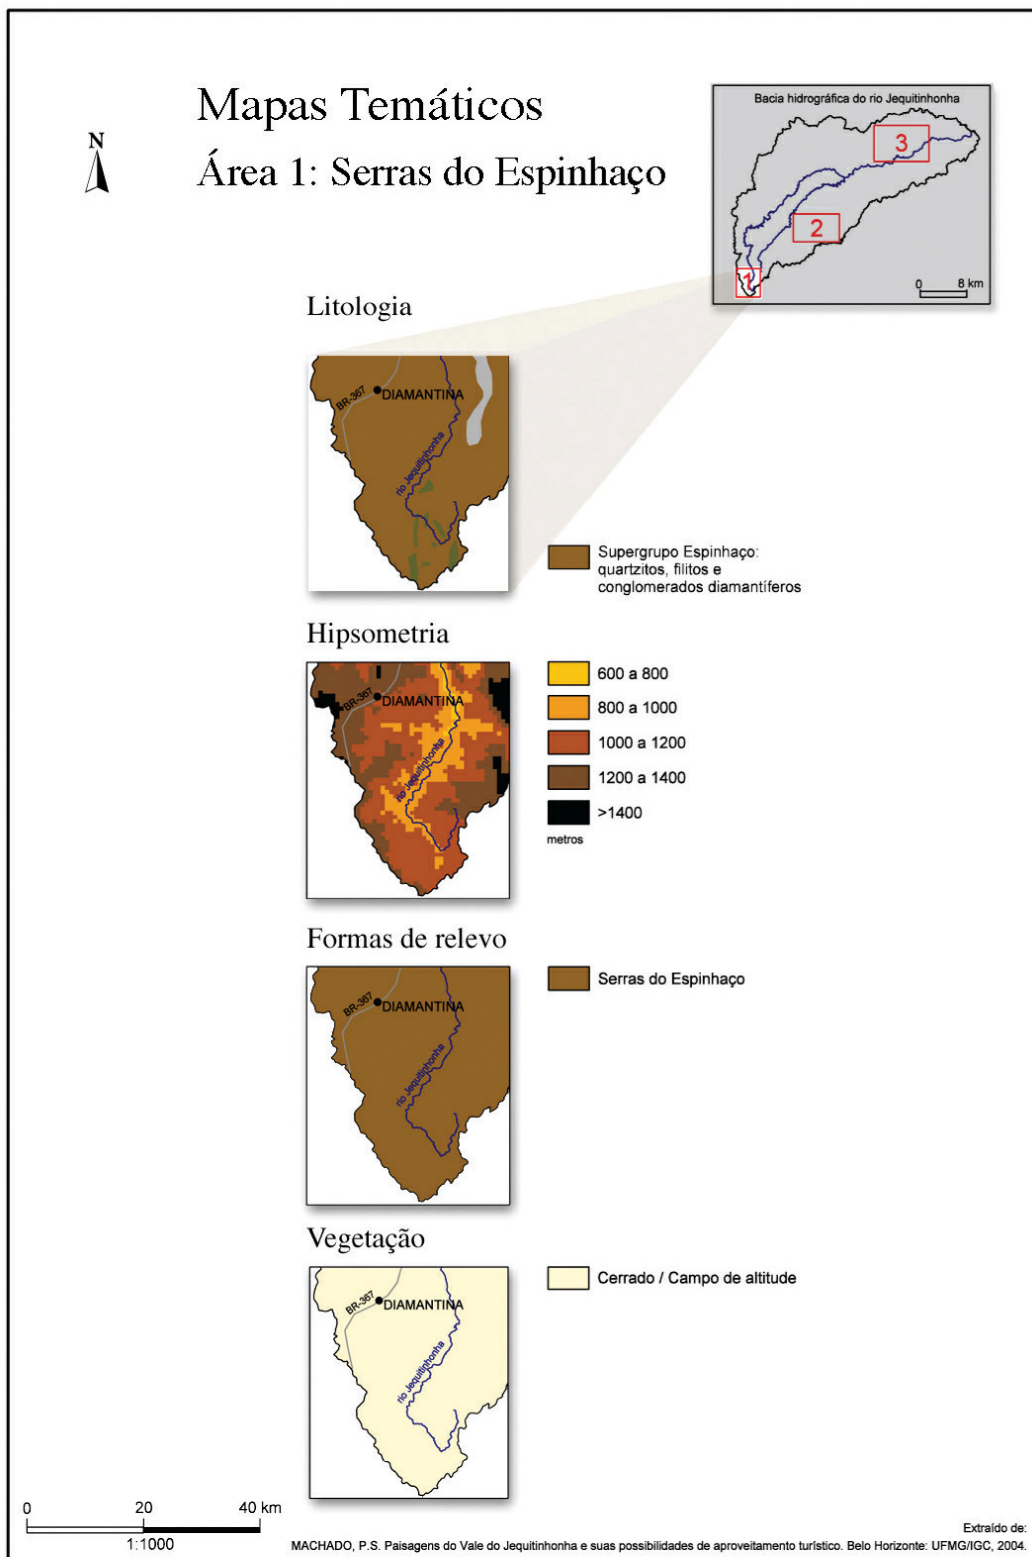 Mapas Temáticos
Área 1: Serras do Espinhaço
N
Bacia hidrográfica do rio Jequitinhonha
3
2
1
0 8 km
Litologia
BR-367
DIAMANTINA
rio Jequitinhonha
Supergrupo Espinhaço:
quartzitos, filitos e
conglomerados diamantíferos
Hipsometria
BR-367
DIAMANTINA
rio Jequitinhonha
600 a 800
800 a 1000
1000 a 1200
1200 a 1400
>1400
metros
Formas de relevo
BR-367
DIAMANTINA
rio Jequitinhonha
Serras do Espinhaço
Vegetação
BR-367
DIAMANTINA
rio Jequitinhonha
Cerrado / Campo de altitude
0 20 40 km
1:1000
Extraído de:
MACHADO, P.S. Paisagens do Vale do Jequitinhonha e suas possibilidades de aproveitamento turístico. Belo Horizonte: UFMG/IGC, 2004.